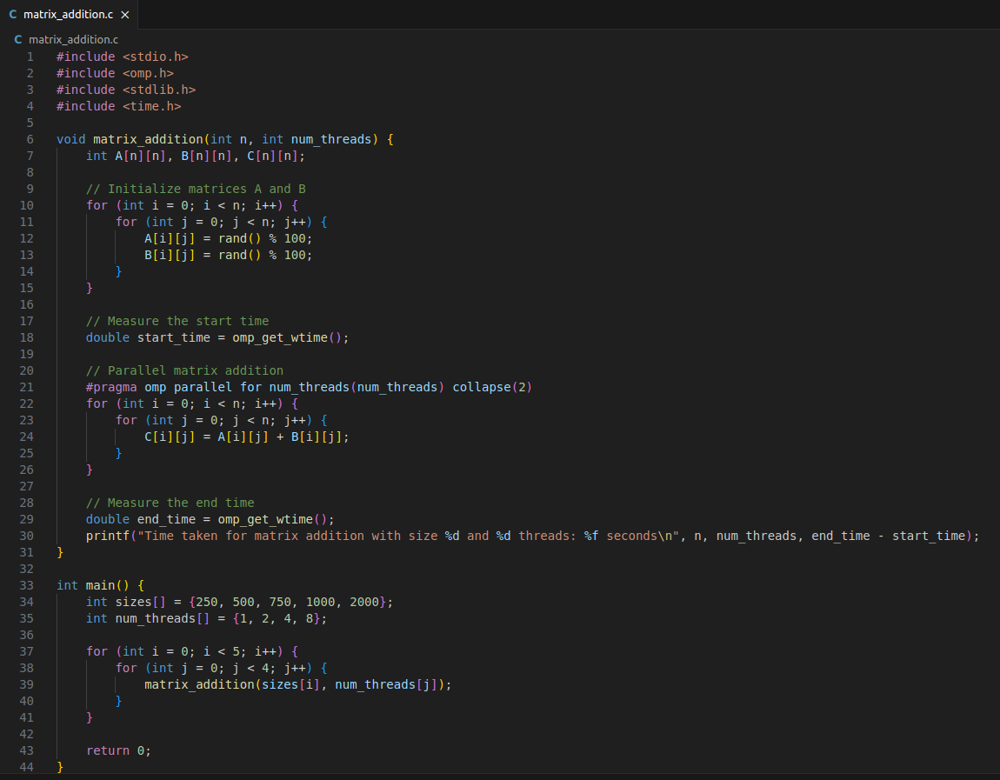 C matrix_addition.c ×
C matrix_addition.c
1 #include <stdio.h>
2 #include <omp.h>
3 #include <stdlib.h>
4 #include <time.h>
5
6 void matrix_addition(int n, int num_threads) {
7     int A[n][n], B[n][n], C[n][n];
8
9     // Initialize matrices A and B
10     for (int i = 0; i < n; i++) {
11         for (int j = 0; j < n; j++) {
12             A[i][j] = rand() % 100;
13             B[i][j] = rand() % 100;
14         }
15     }
16
17     // Measure the start time
18     double start_time = omp_get_wtime();
19
20     // Parallel matrix addition
21     #pragma omp parallel for num_threads(num_threads) collapse(2)
22     for (int i = 0; i < n; i++) {
23         for (int j = 0; j < n; j++) {
24             C[i][j] = A[i][j] + B[i][j];
25         }
26     }
27
28     // Measure the end time
29     double end_time = omp_get_wtime();
30     printf("Time taken for matrix addition with size %d and %d threads: %f seconds\n", n, num_threads, end_time - start_time);
31 }
32
33 int main() {
34     int sizes[] = {250, 500, 750, 1000, 2000};
35     int num_threads[] = {1, 2, 4, 8};
36
37     for (int i = 0; i < 5; i++) {
38         for (int j = 0; j < 4; j++) {
39             matrix_addition(sizes[i], num_threads[j]);
40         }
41     }
42
43     return 0;
44 }